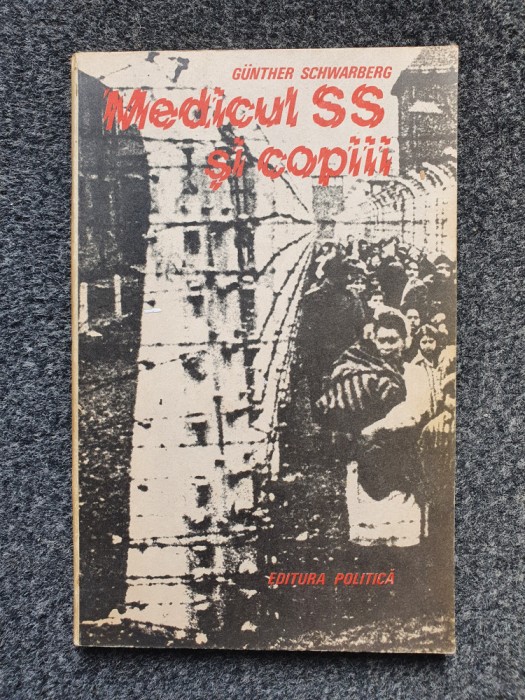 GÜNTHER SCHWARBERG
Medicul SS
și copiii
EDITURA POLITICĂ